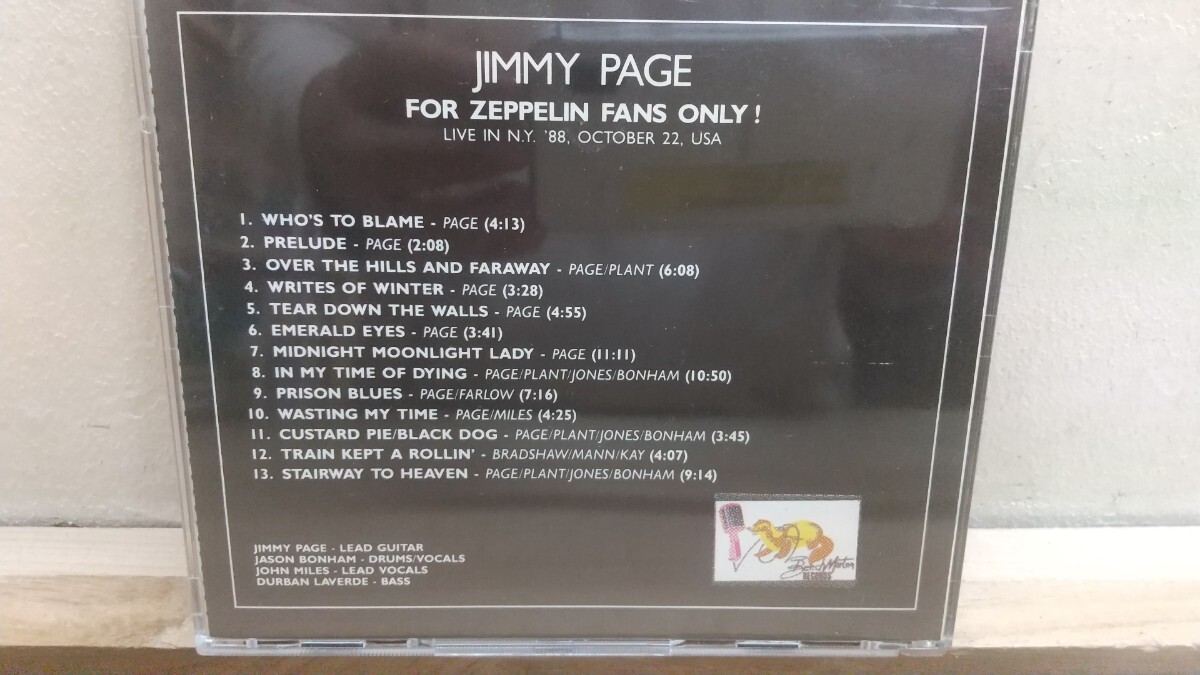 JIMMY PAGE
FOR ZEPPELIN FANS ONLY!
LIVE IN N.Y. '88, OCTOBER 22, USA
1. WHO'S TO BLAME - PAGE (4:13)
2. PRELUDE - PAGE (2:08)
3. OVER THE HILLS AND FARAWAY - PAGE/PLANT (6:08)
4. WRITES OF WINTER - PAGE (3:28)
5. TEAR DOWN THE WALLS - PAGE (4:55)
6. EMERALD EYES - PAGE (3:41)
7. MIDNIGHT MOONLIGHT LADY - PAGE (11:11)
8. IN MY TIME OF DYING - PAGE/PLANT/JONES/BONHAM (10:50)
9. PRISON BLUES - PAGE/FARLOW (7:16)
10. WASTING MY TIME - PAGE/MILES (4:25)
11. CUSTARD PIE/BLACK DOG - PAGE/PLANT/JONES/BONHAM (3:45)
12. TRAIN KEPT A ROLLIN' - BRADSHAW/MANN/KAY (4:07)
13. STAIRWAY TO HEAVEN - PAGE/PLANT/JONES/BONHAM (9:14)
JIMMY PAGE - LEAD GUITAR
JASON BONHAM - DRUMS/VOCALS
JOHN MILES - LEAD VOCALS
DURBAN LAVERDE - BASS
Marton
RECORDS